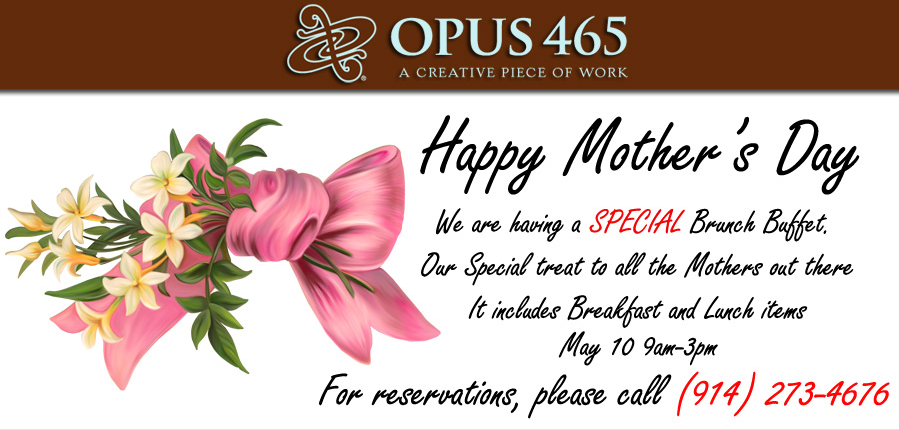 OPUS 465
A CREATIVE PIECE OF WORK
Happy Mother's Day
We are having a SPECIAL Brunch Buffet.
Our Special treat to all the Mothers out there
It includes Breakfast and Lunch items
May 10 9am-3pm
For reservations, please call (914) 273-4676